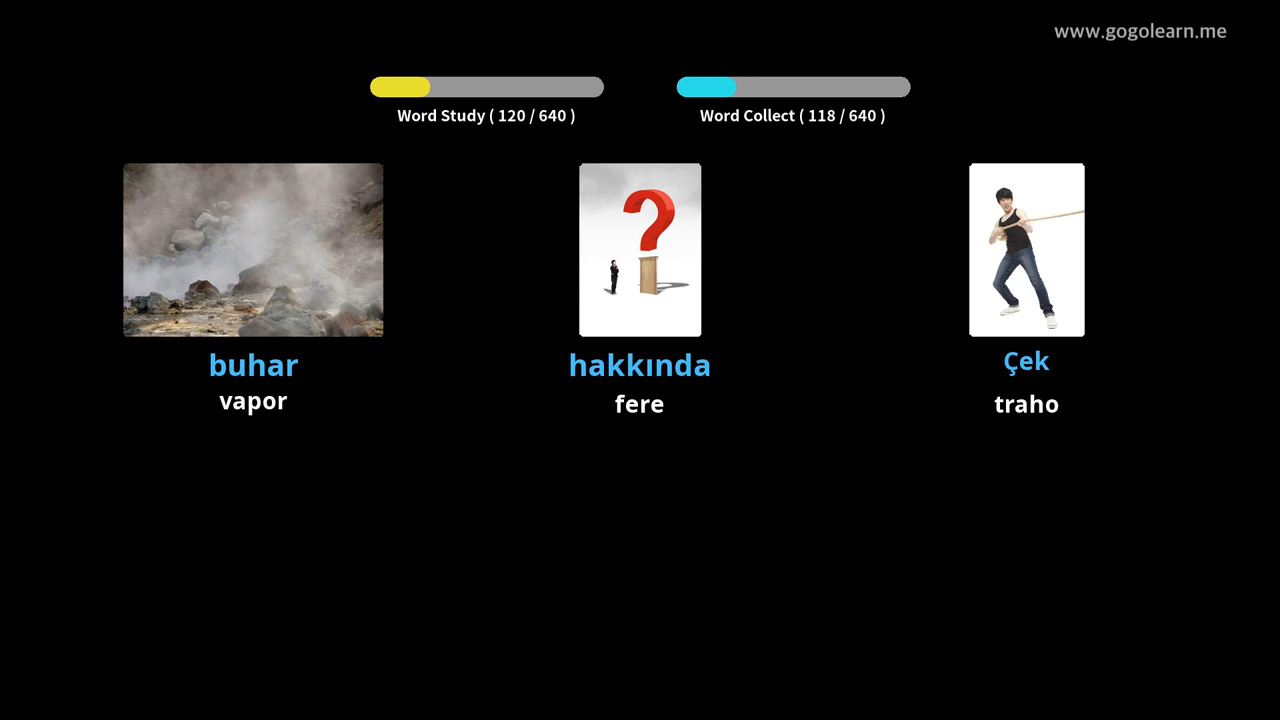 www.gogolearn.me
Word Study ( 120 / 640 )
Word Collect ( 118 / 640 )
buhar
hakkında
Çek
vapor
fere
traho